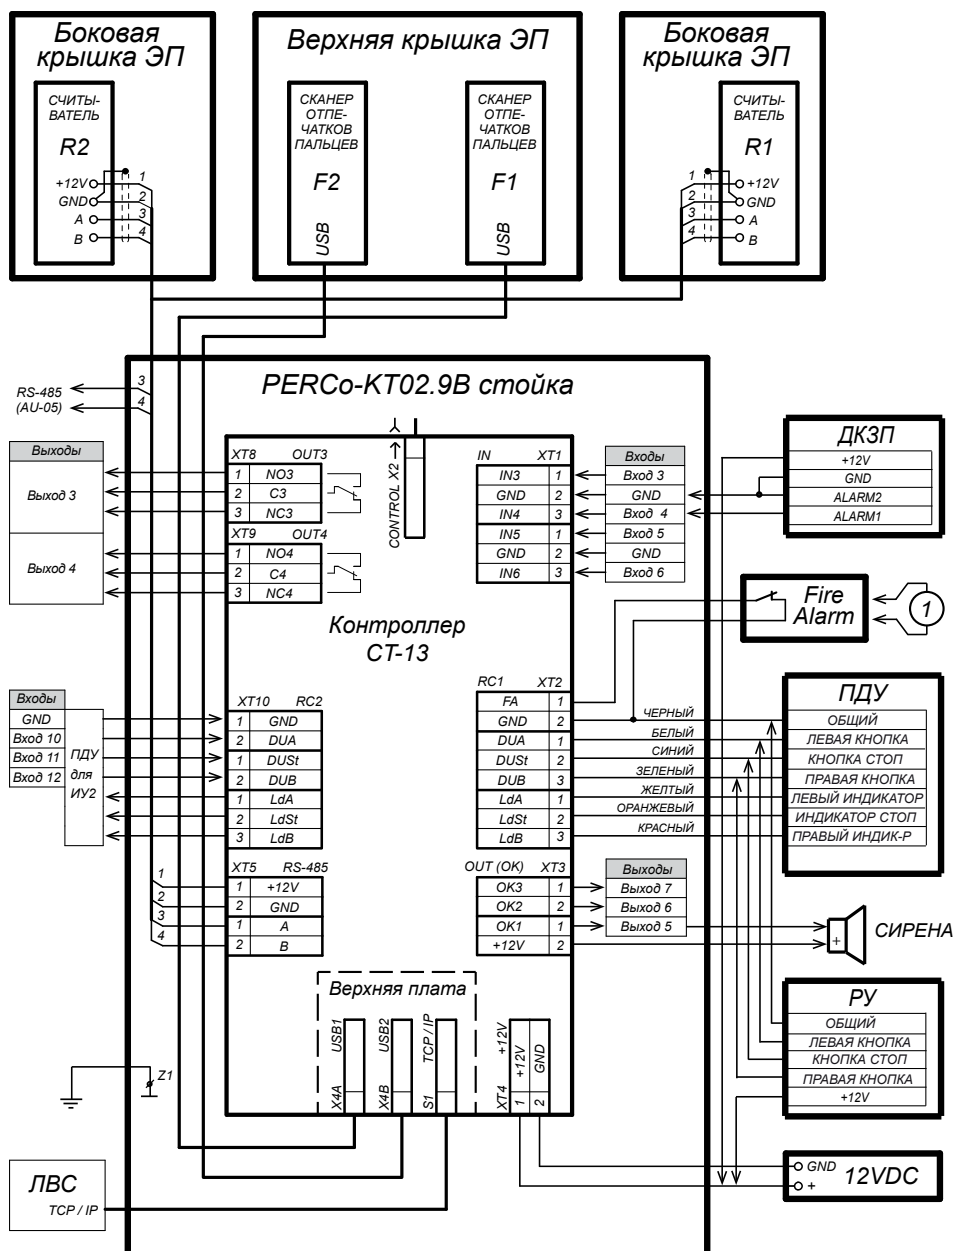 Боковая
крышка ЭП
СЧИТЫ-
ВАТЕЛЬ
R2
+12V
GND
A
B
1
2
3
4
Верхняя крышка ЭП
СКАНЕР
ОТПЕ-
ЧАТКОВ
ПАЛЬЦЕВ
F2
USB
СКАНЕР
ОТПЕ-
ЧАТКОВ
ПАЛЬЦЕВ
F1
USB
Боковая
крышка ЭП
СЧИТЫ-
ВАТЕЛЬ
R1
1
2
3
4
+12V
GND
A
B
PERCo-KT02.9B стойка
RS-485
(AU-05)
3
4
Выходы
Выход 3
Выход 4
XT8 OUT3
1 NO3
2 C3
3 NC3
XT9 OUT4
1 NO4
2 C4
3 NC4
CONTROL X2
IN XT1
IN3 1
GND 2
IN4 3
IN5 1
GND 2
IN6 3
Входы
Вход 3
GND
Вход 4
Вход 5
GND
Вход 6
ДКЗП
+12V
GND
ALARM2
ALARM1
Fire
Alarm
1
Контроллер
CT-13
Входы
GND
Вход 10
Вход 11
Вход 12
ПДУ
для
ИУ2
XT10 RC2
1 GND
2 DUA
1 DUSt
2 DUB
1 LdA
2 LdSt
3 LdB
RC1 XT2
FA 1
GND 2
DUA 1
DUSt 2
DUB 3
LdA 1
LdSt 2
LdB 3
ЧЕРНЫЙ
БЕЛЫЙ
СИНИЙ
ЗЕЛЕНЫЙ
ЖЕЛТЫЙ
ОРАНЖЕВЫЙ
КРАСНЫЙ
ПДУ
ОБЩИЙ
ЛЕВАЯ КНОПКА
КНОПКА СТОП
ПРАВАЯ КНОПКА
ЛЕВЫЙ ИНДИКАТОР
ИНДИКАТОР СТОП
ПРАВЫЙ ИНДИК-Р
1
2
3
4
XT5 RS-485
1 +12V
2 GND
1 A
2 B
OUT (OK) XT3
OK3 1
OK2 2
OK1 1
+12V 2
Выходы
Выход 7
Выход 6
Выход 5
+
СИРЕНА
Верхняя плата
X4A USB1
X4B USB2
S1 TCP / IP
XT4 +12V
1 +12V
2 GND
РУ
ОБЩИЙ
ЛЕВАЯ КНОПКА
КНОПКА СТОП
ПРАВАЯ КНОПКА
+12V
Z1
ЛВС
TCP / IP
GND
+
12VDC